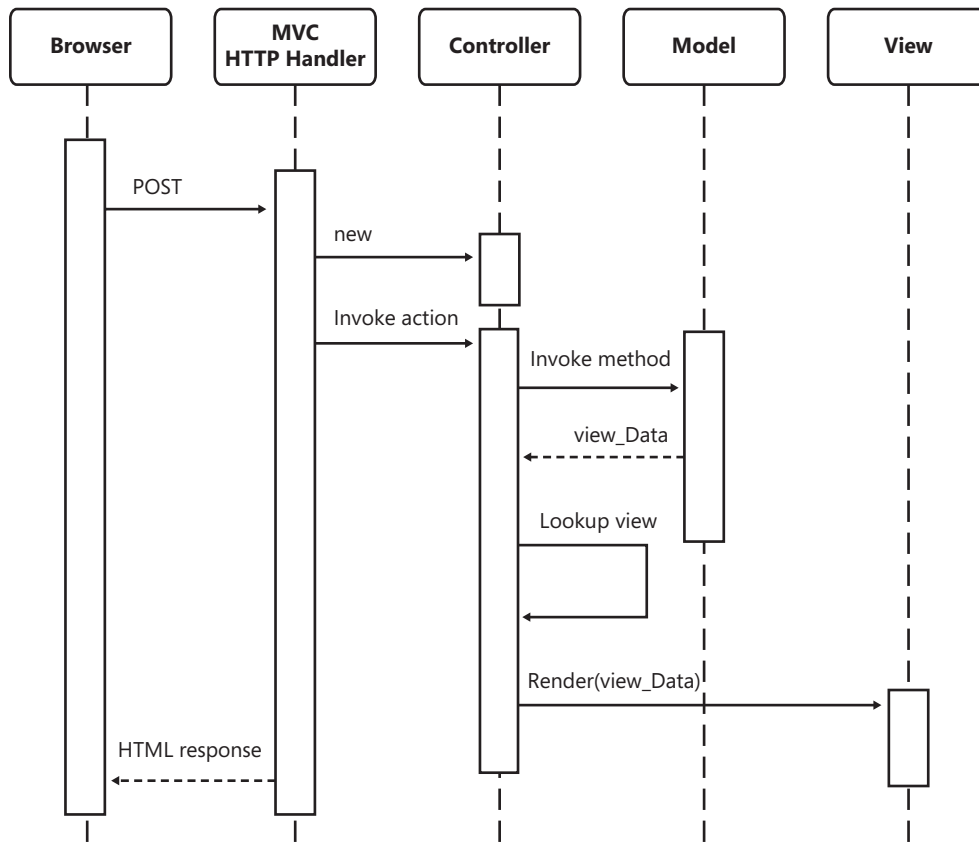 Browser
MVC
HTTP Handler
Controller
Model
View
POST
new
Invoke action
Invoke method
view_Data
Lookup view
Render(view_Data)
HTML response